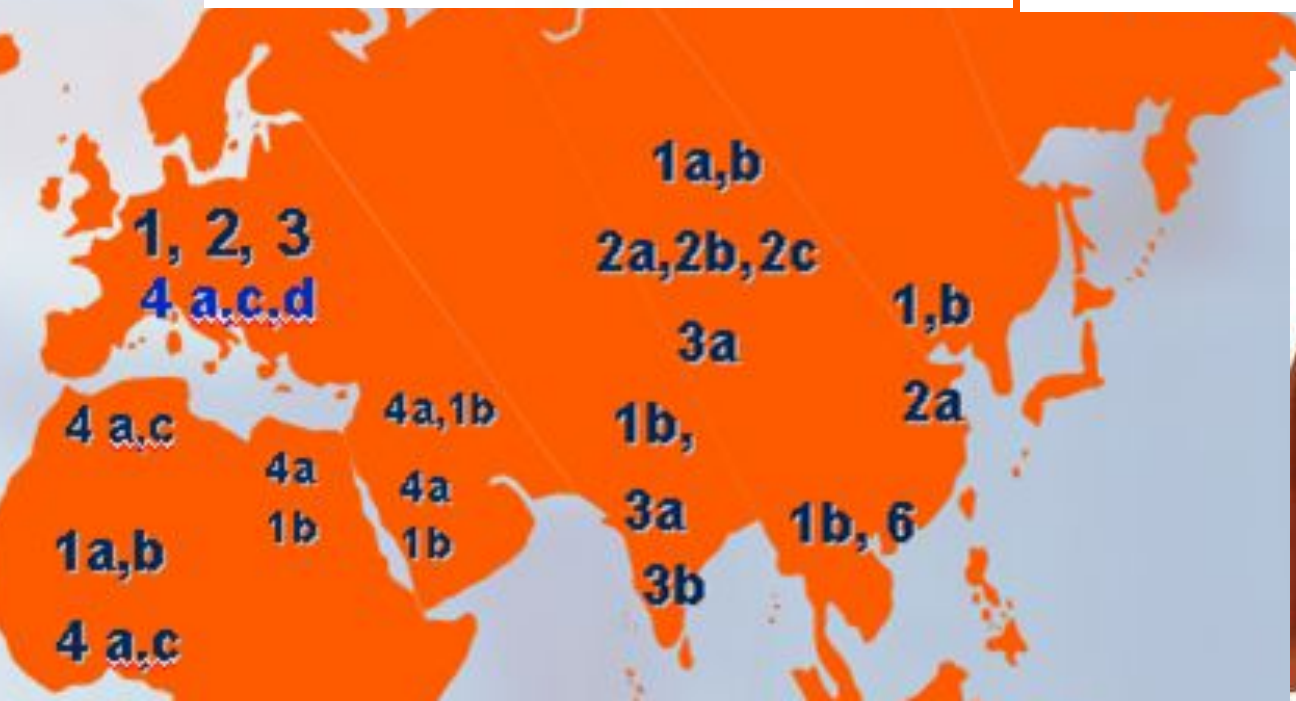 1a,b
2a,2b,2c
3a
1, 2, 3
4 a,c,d
1,b
2a
4 a,c
4a,1b
1b,
4a
1b
4a
1b
3a
3b
1b, 6
1a,b
4 a,c